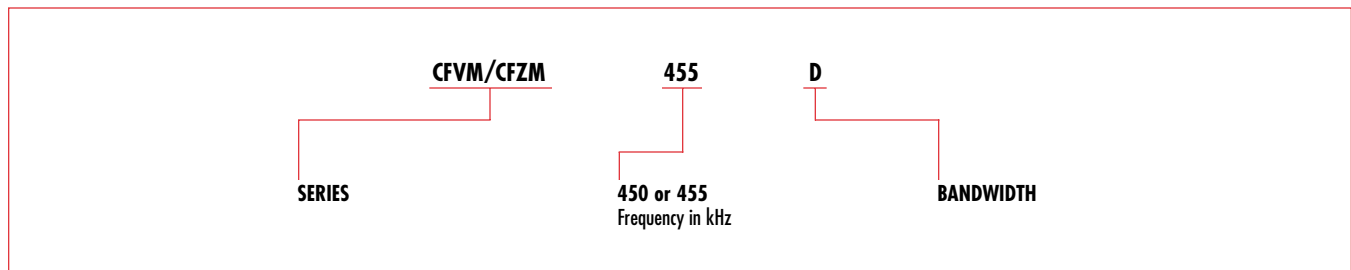 CFVM/CFZM 455 D
SERIES
450 or 455
Frequency in kHz
BANDWIDTH